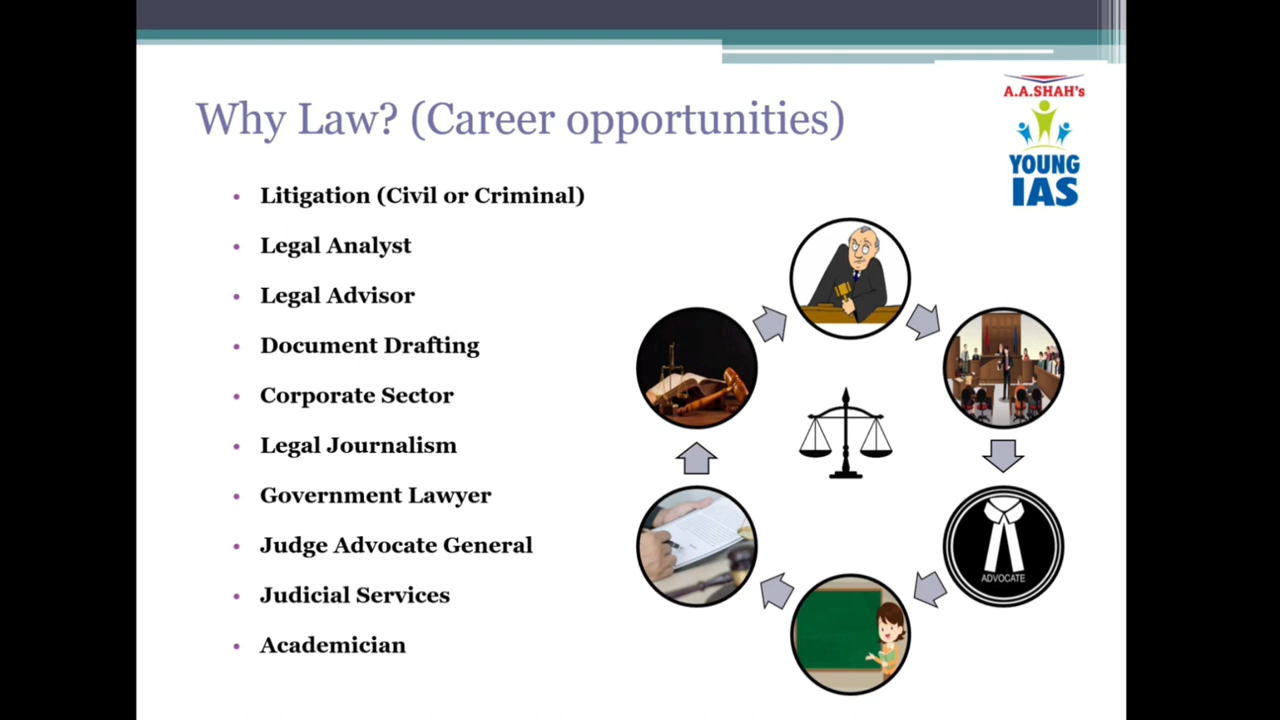 Why Law? (Career opportunities)
A.A.SHAH's
YOUNG
IAS
Litigation (Civil or Criminal)
Legal Analyst
Legal Advisor
Document Drafting
Corporate Sector
Legal Journalism
Government Lawyer
Judge Advocate General
Judicial Services
Academician
ADVOCATE